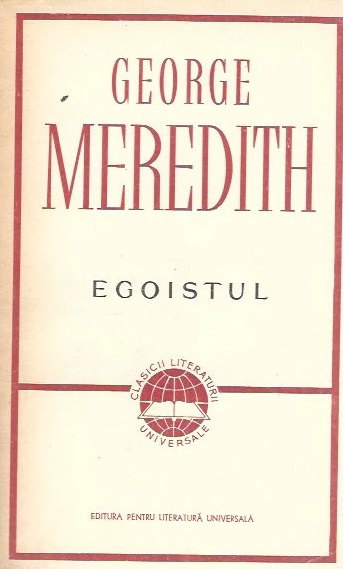 GEORGE
MEREDITH
EGOISTUL
CLASICII LITERATURII
UNIVERSALE
EDITURA PENTRU LITERATURĂ UNIVERSALĂ